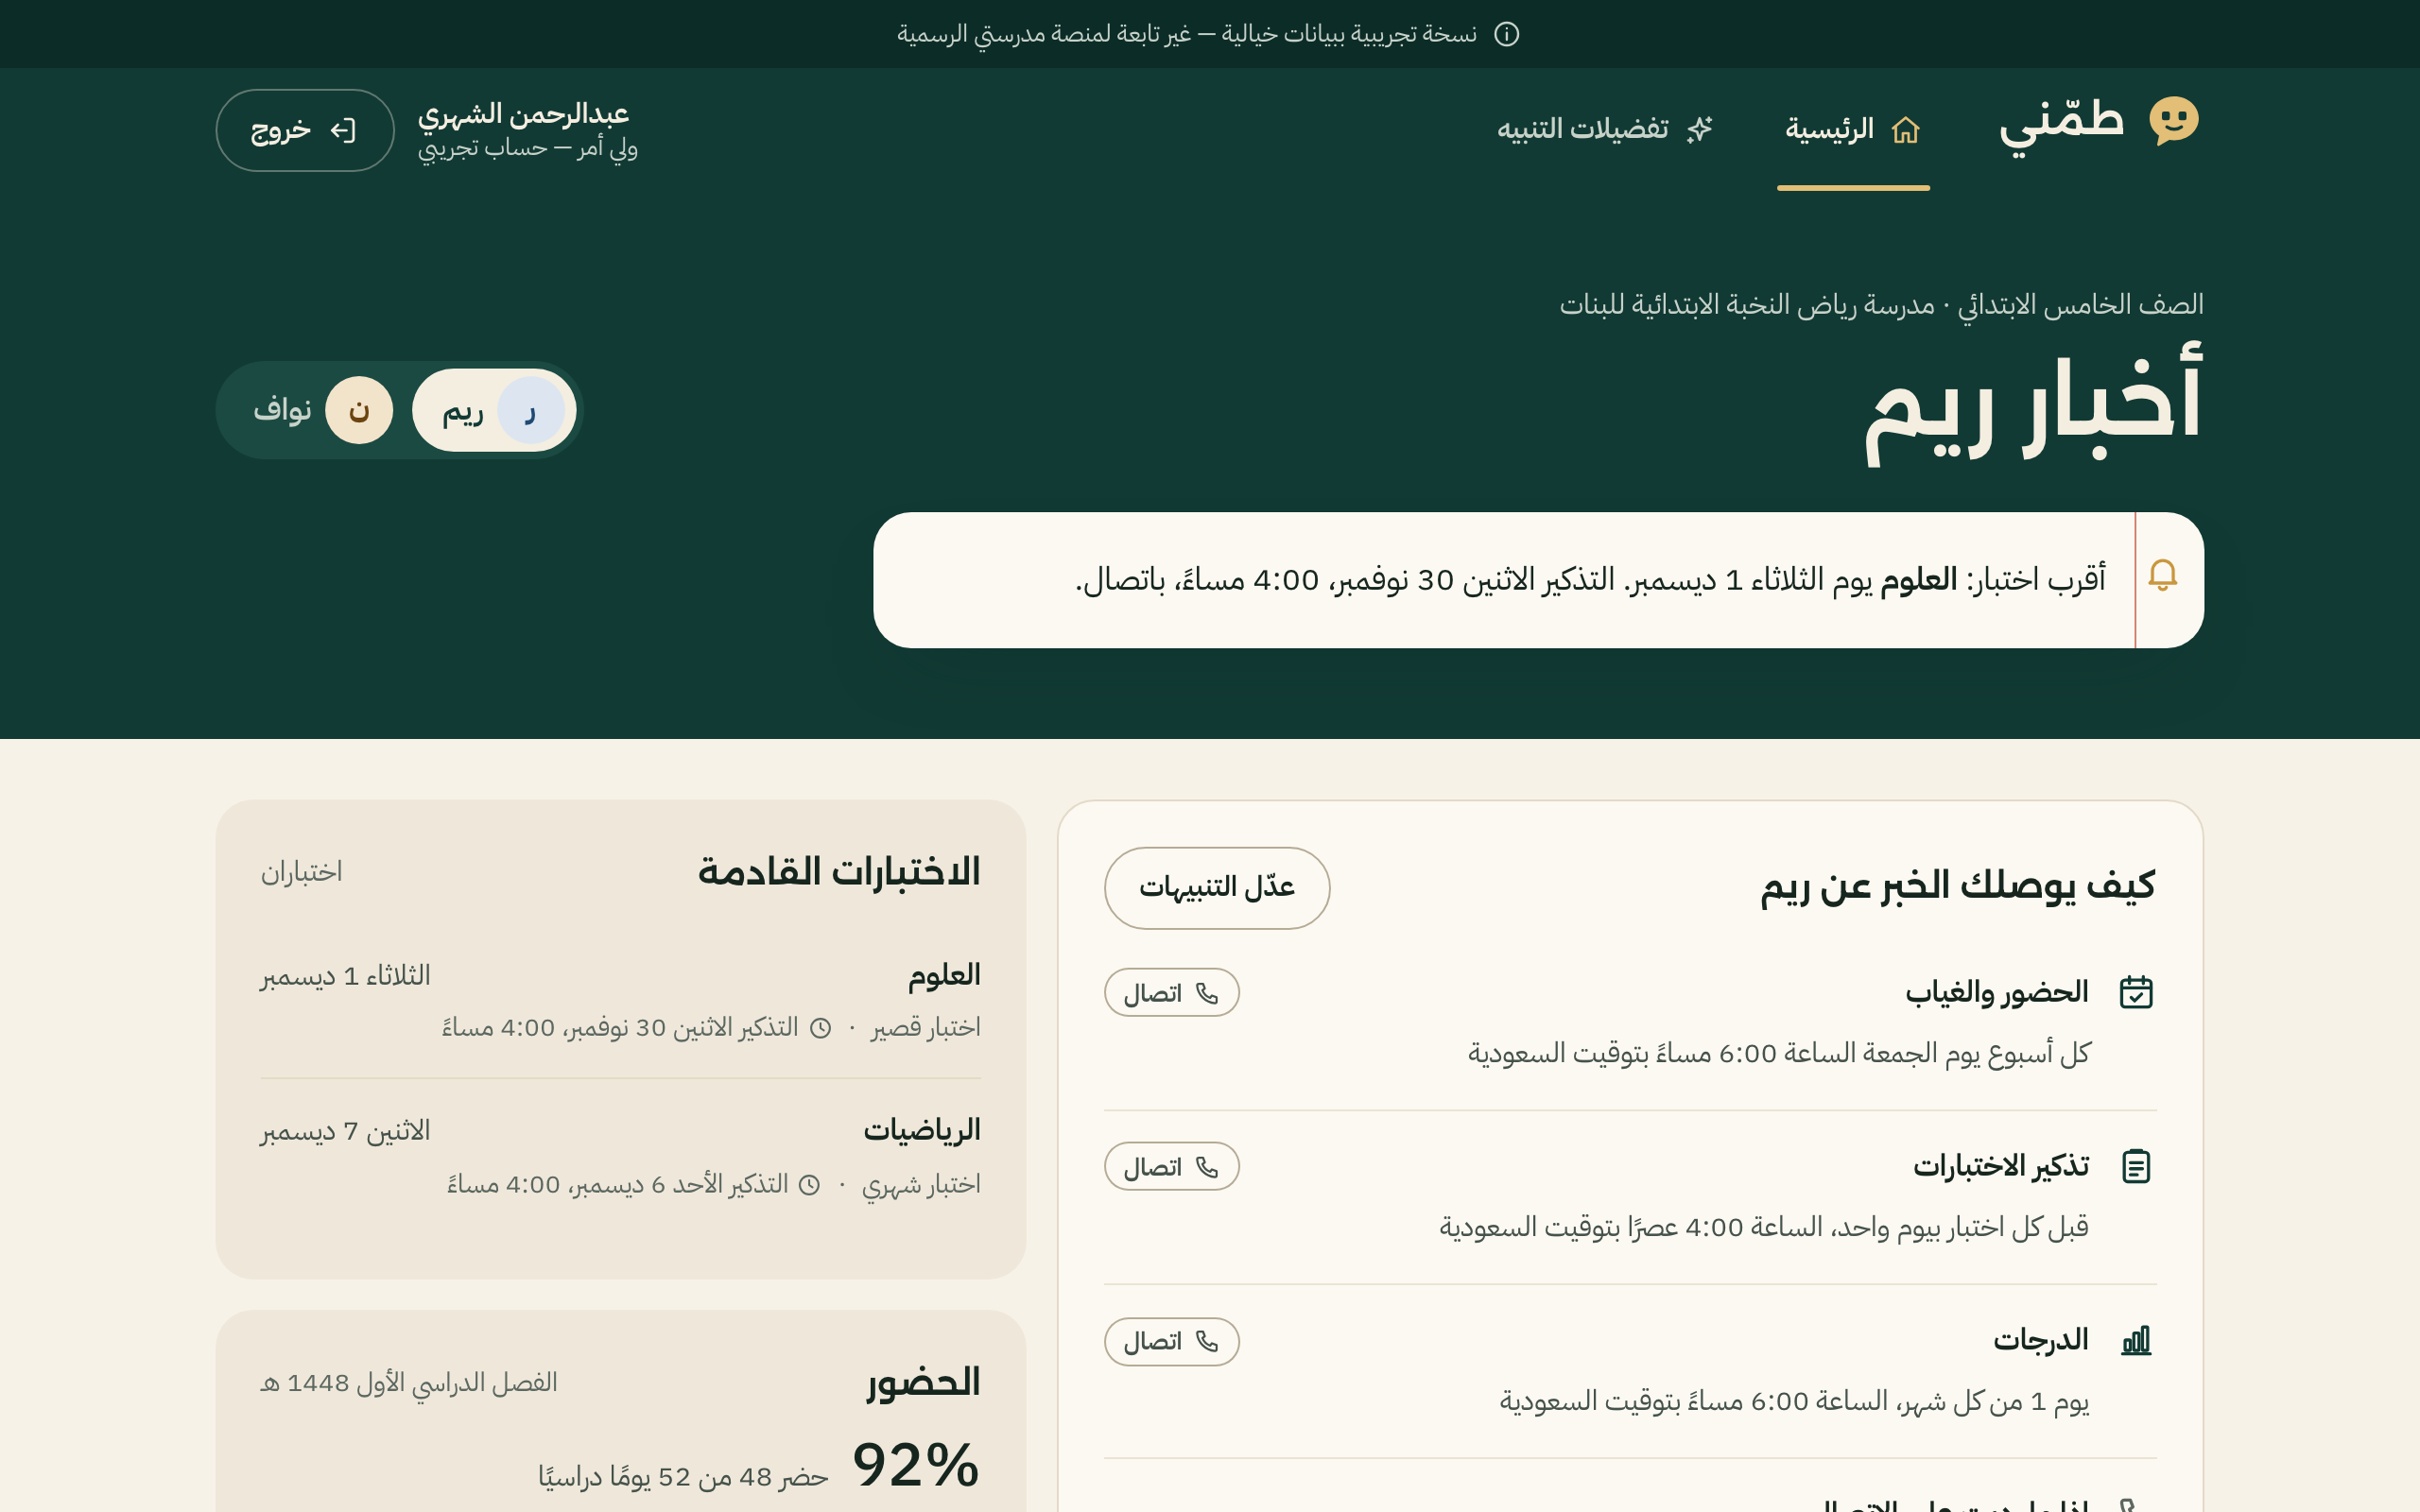 نسخة تجريبية ببيانات خيالية — غير تابعة لمنصة مدرستي الرسمية
طمّني
الرئيسية
تفضيلات التنبيه
عبدالرحمن الشهري
ولي أمر — حساب تجريبي
خروج
الصف الخامس الابتدائي · مدرسة رياض النخبة الابتدائية للبنات
أخبار ريم
ر ريم
ن نواف
أقرب اختبار: العلوم يوم الثلاثاء 1 ديسمبر. التذكير الاثنين 30 نوفمبر، 4:00 مساءً، باتصال.
كيف يوصلك الخبر عن ريم
عدّل التنبيهات
الحضور والغياب
اتصال
كل أسبوع يوم الجمعة الساعة 6:00 مساءً بتوقيت السعودية
تذكير الاختبارات
اتصال
قبل كل اختبار بيوم واحد، الساعة 4:00 عصرًا بتوقيت السعودية
الدرجات
اتصال
يوم 1 من كل شهر، الساعة 6:00 مساءً بتوقيت السعودية
الاختبارات القادمة
اختباران
العلوم
الثلاثاء 1 ديسمبر
اختبار قصير · التذكير الاثنين 30 نوفمبر، 4:00 مساءً
الرياضيات
الاثنين 7 ديسمبر
اختبار شهري · التذكير الأحد 6 ديسمبر، 4:00 مساءً
الحضور
الفصل الدراسي الأول 1448 هـ
92% حضر 48 من 52 يومًا دراسيًا